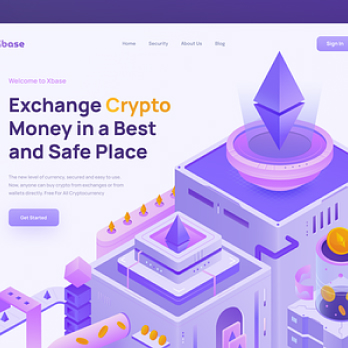 Xbase
Home Security About Us Blog Sign In
Welcome to Xbase
Exchange Crypto
Money in a Best
and Safe Place
The new level of currency, secured and easy to use.
Now, anyone can buy crypto from exchanges or from
wallets directly. Free For All Cryptocurrency
Get Started